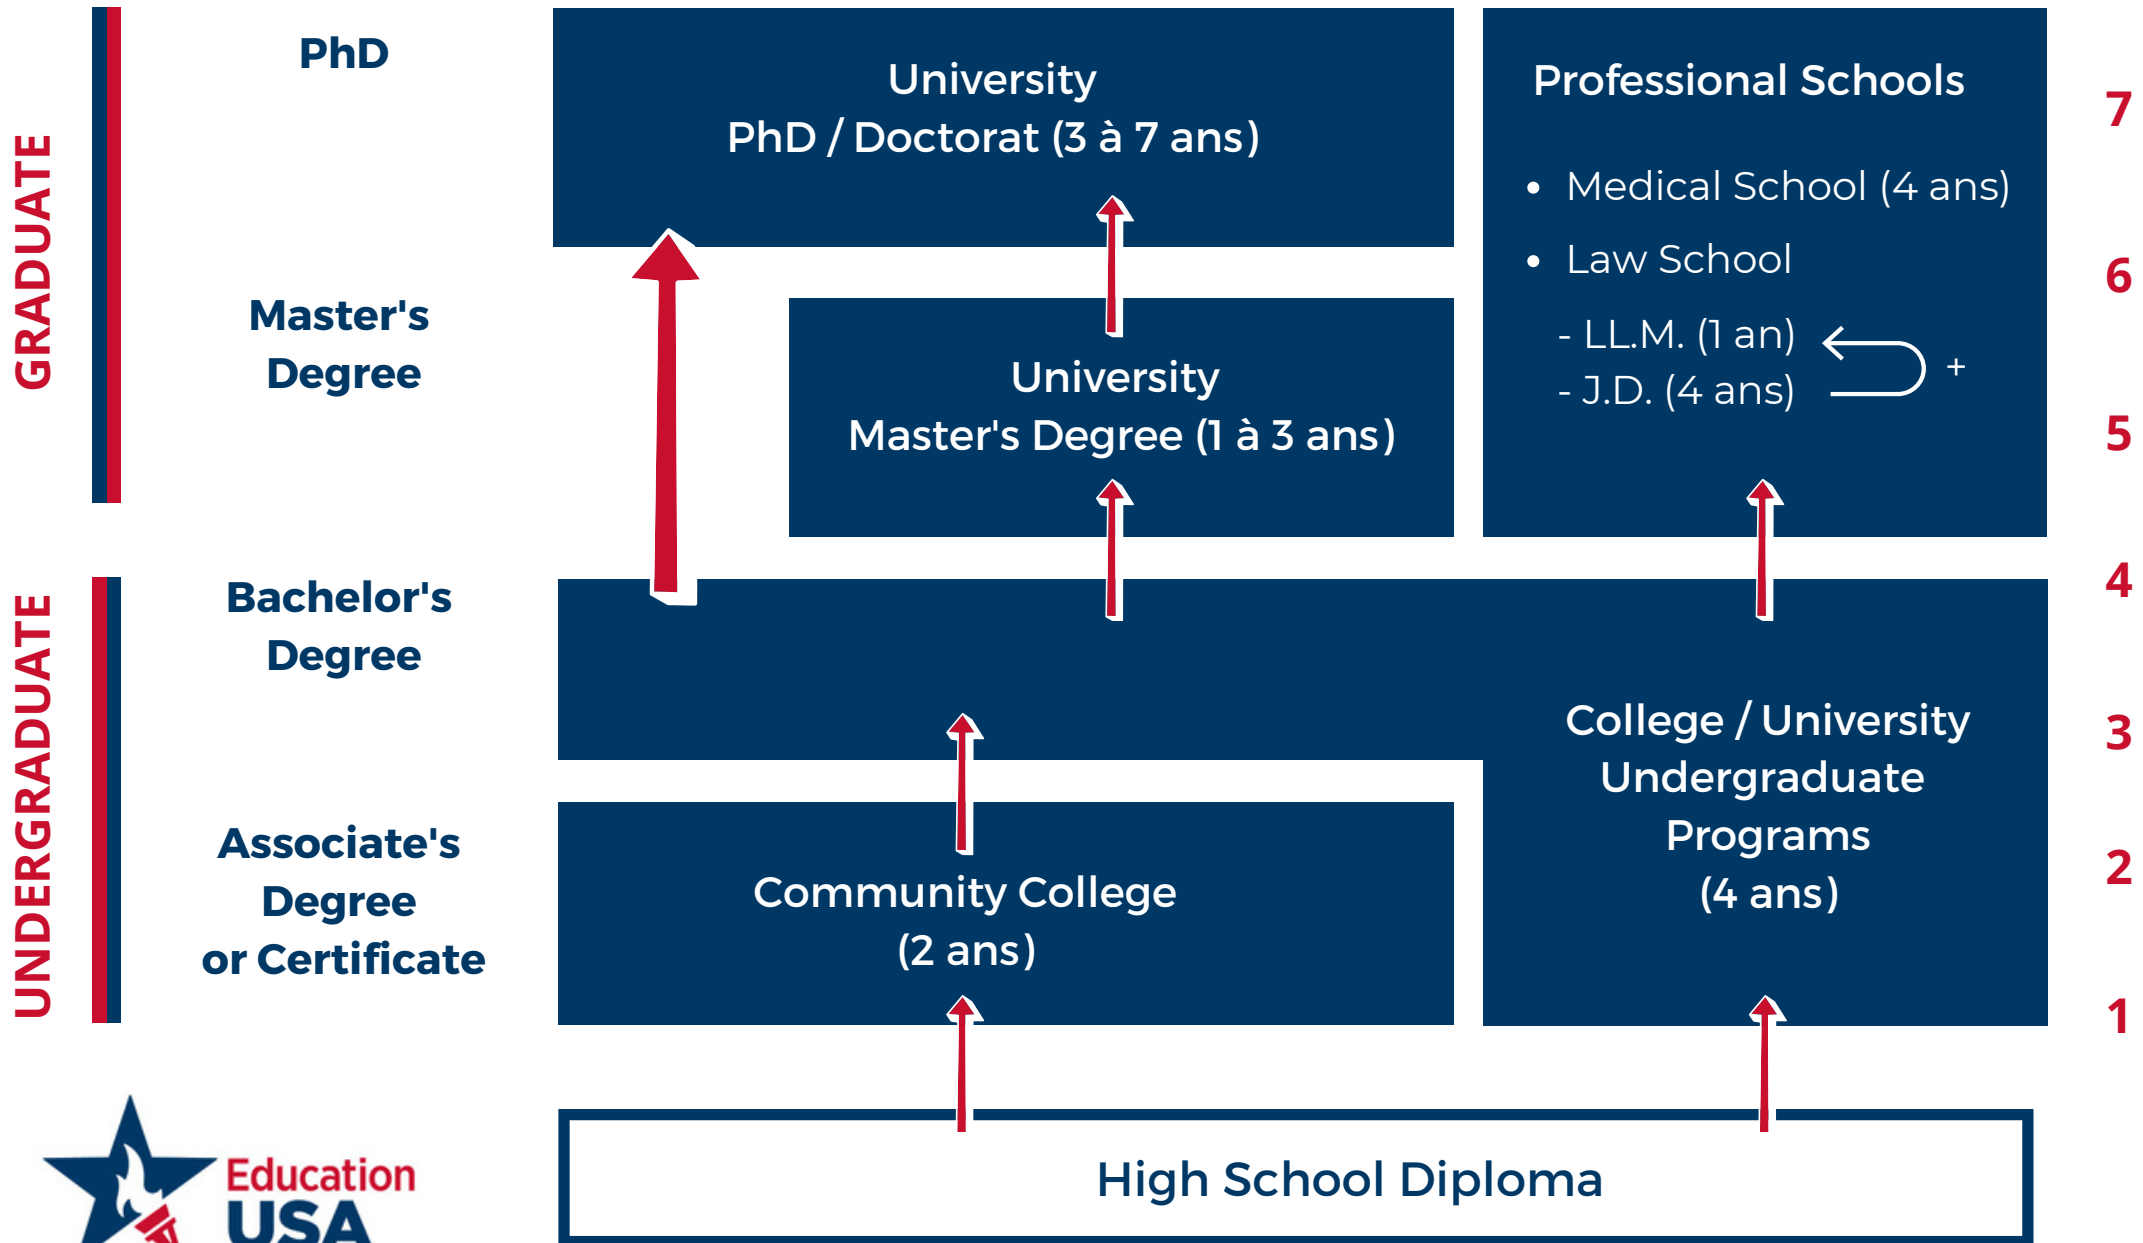 GRADUATE
PhD
Master's
Degree
University
PhD / Doctorat (3 à 7 ans)
University
Master's Degree (1 à 3 ans)
Professional Schools
• Medical School (4 ans)
• Law School
- LL.M. (1 an)
- J.D. (4 ans)
+
7
6
5
4
3
2
1
UNDERGRADUATE
Bachelor's
Degree
Associate's
Degree
or Certificate
Community College
(2 ans)
College / University
Undergraduate
Programs
(4 ans)
High School Diploma
Education
USA